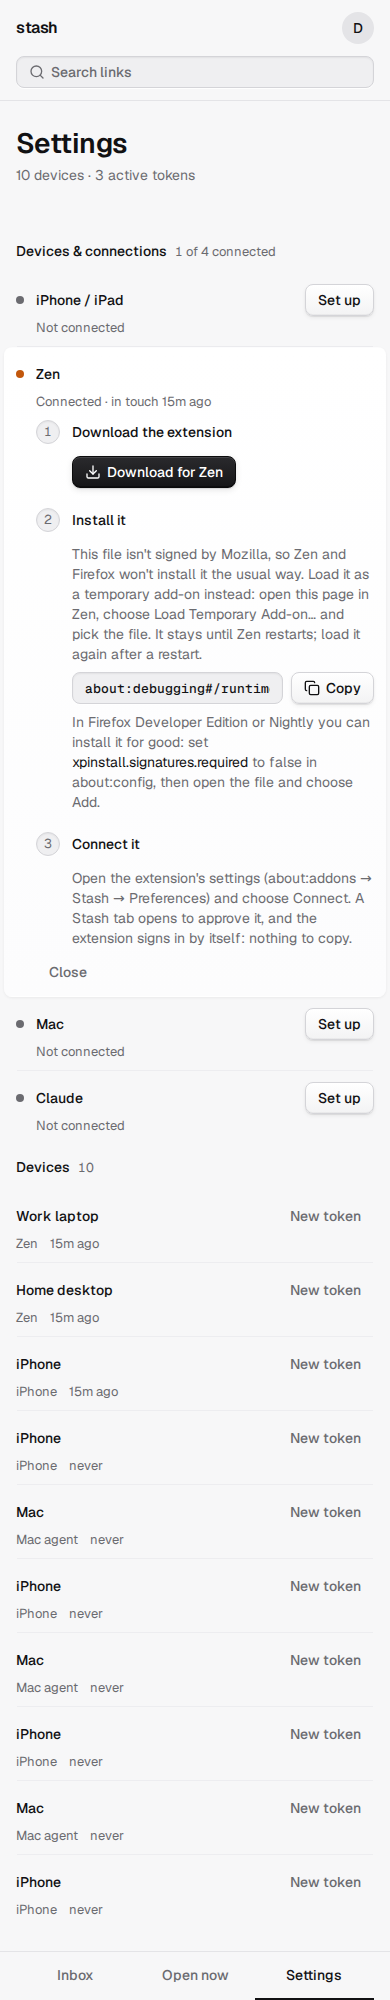 stash
D
Search links
Settings
10 devices · 3 active tokens
Devices & connections 1 of 4 connected
iPhone / iPad
Set up
Not connected
Zen
Connected · in touch 15m ago
1 Download the extension
Download for Zen
2 Install it
This file isn't signed by Mozilla, so Zen and
Firefox won't install it the usual way. Load it as
a temporary add-on instead: open this page in
Zen, choose Load Temporary Add-on… and
pick the file. It stays until Zen restarts; load it
again after a restart.
about:debugging#/runtim
Copy
In Firefox Developer Edition or Nightly you can
install it for good: set
xpinstall.signatures.required to false in
about:config, then open the file and choose
Add.
3 Connect it
Open the extension's settings (about:addons →
Stash → Preferences) and choose Connect. A
Stash tab opens to approve it, and the
extension signs in by itself: nothing to copy.
Close
Mac
Set up
Not connected
Claude
Set up
Not connected
Devices 10
Work laptop
New token
Zen 15m ago
Home desktop
New token
Zen 15m ago
iPhone
New token
iPhone 15m ago
iPhone
New token
iPhone never
Mac
New token
Mac agent never
iPhone
New token
iPhone never
Mac
New token
Mac agent never
iPhone
New token
iPhone never
Mac
New token
Mac agent never
iPhone
New token
iPhone never
Inbox
Open now
Settings